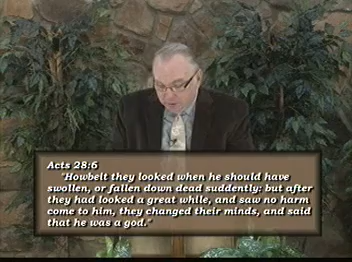 Acts 28:6
"Howbeit they looked when he should have
swollen, or fallen down dead suddenly: but after
they had looked a great while, and saw no harm
come to him, they changed their minds, and said
that he was a god."